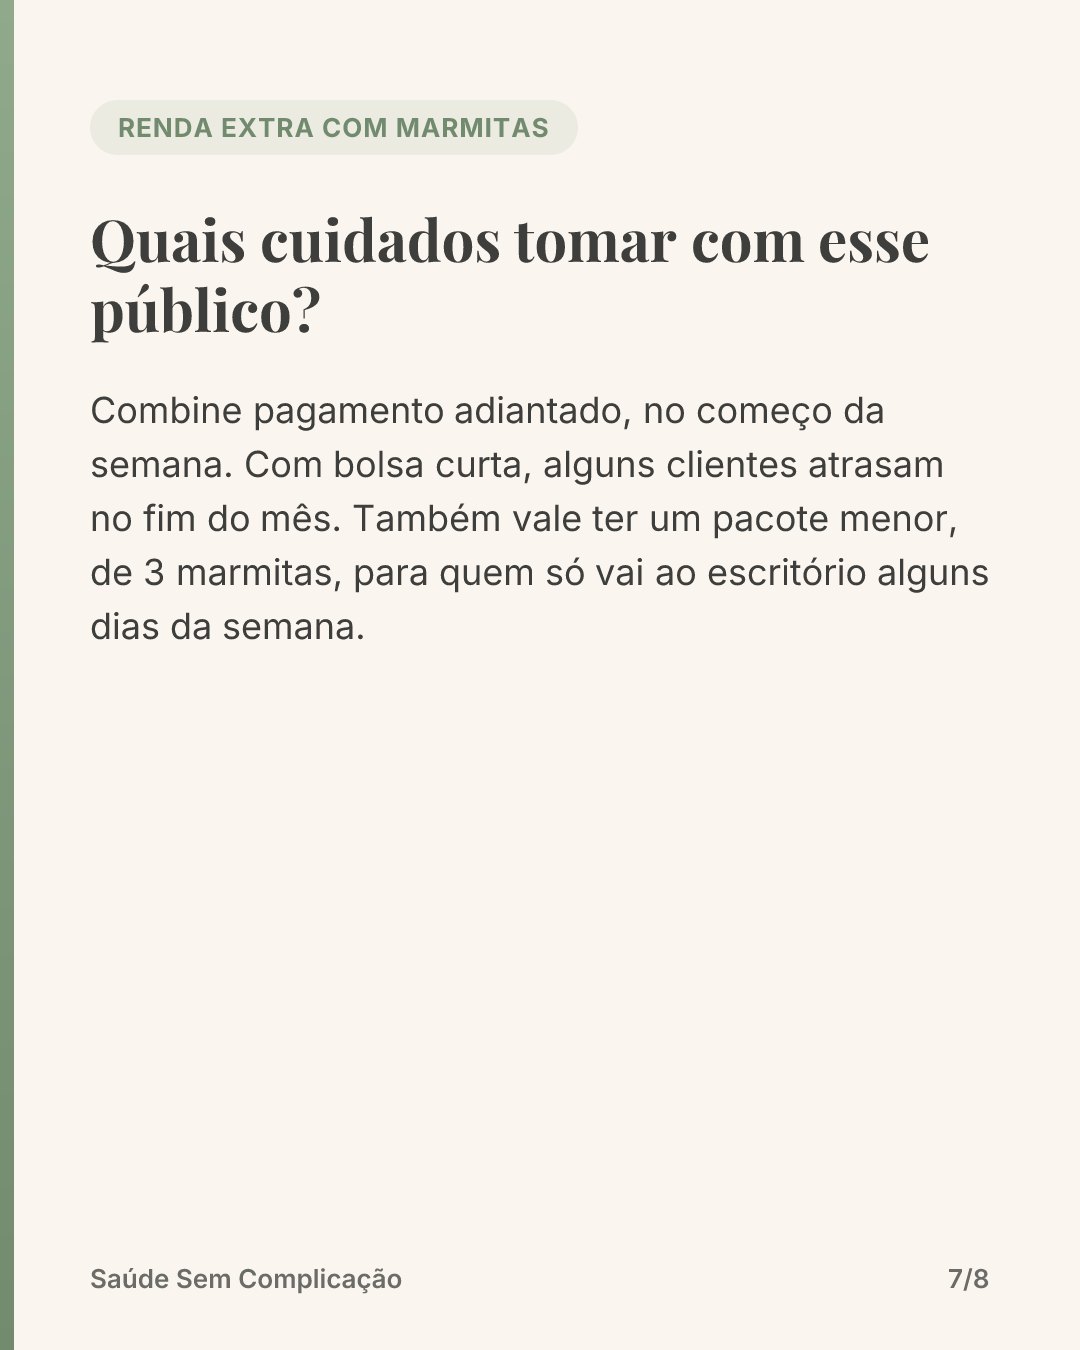 RENDA EXTRA COM MARMITAS
Quais cuidados tomar com esse
público?
Combine pagamento adiantado, no começo da
semana. Com bolsa curta, alguns clientes atrasam
no fim do mês. Também vale ter um pacote menor,
de 3 marmitas, para quem só vai ao escritório alguns
dias da semana.
Saúde Sem Complicação
7/8